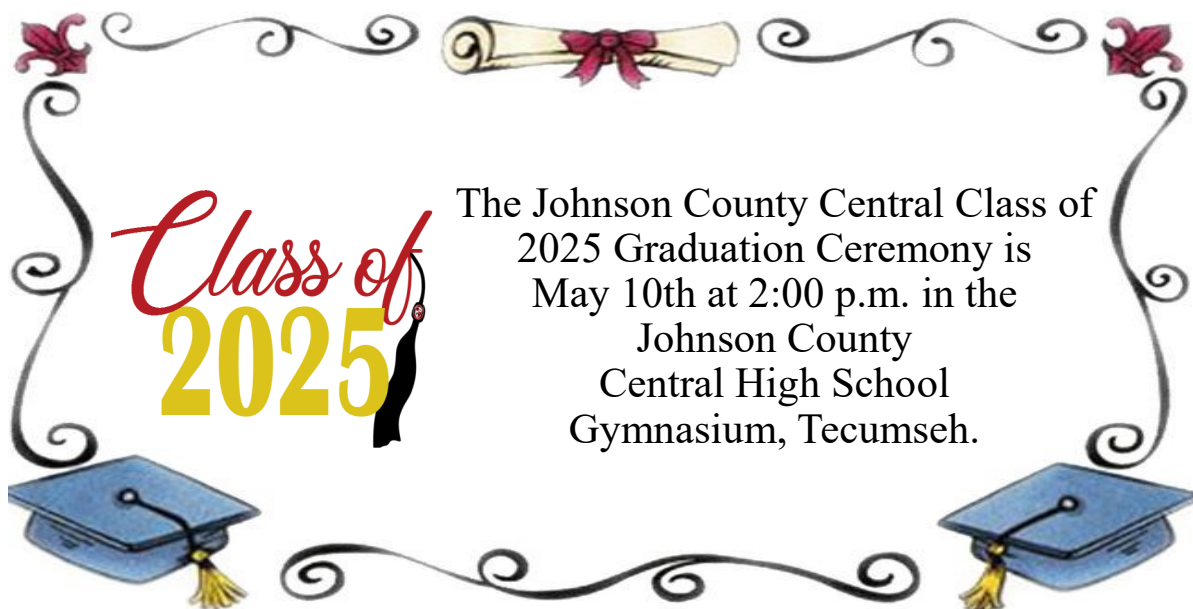 Class of
2025
The Johnson County Central Class of
2025 Graduation Ceremony is
May 10th at 2:00 p.m. in the
Johnson County
Central High School
Gymnasium, Tecumseh.